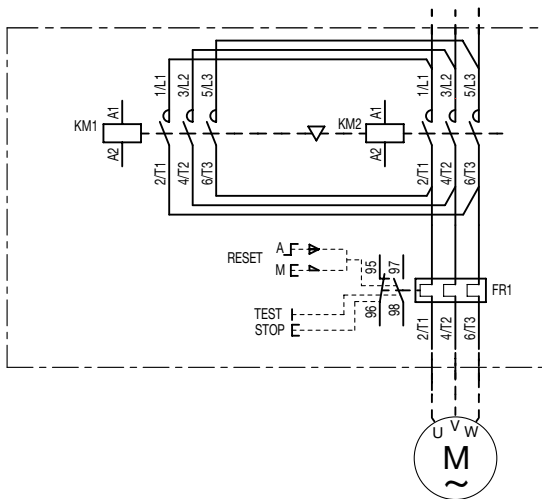 1/L1 3/L2 5/L3 1/L1 3/L2 5/L3
KM1 A1 KM2 A1
A2 A2
2/T1 4/T2 6/T3 2/T1 4/T2 6/T3
RESET A 95 97
M
FR1
TEST 96 98
STOP
2/T1 4/T2 6/T3
U V W
M
~